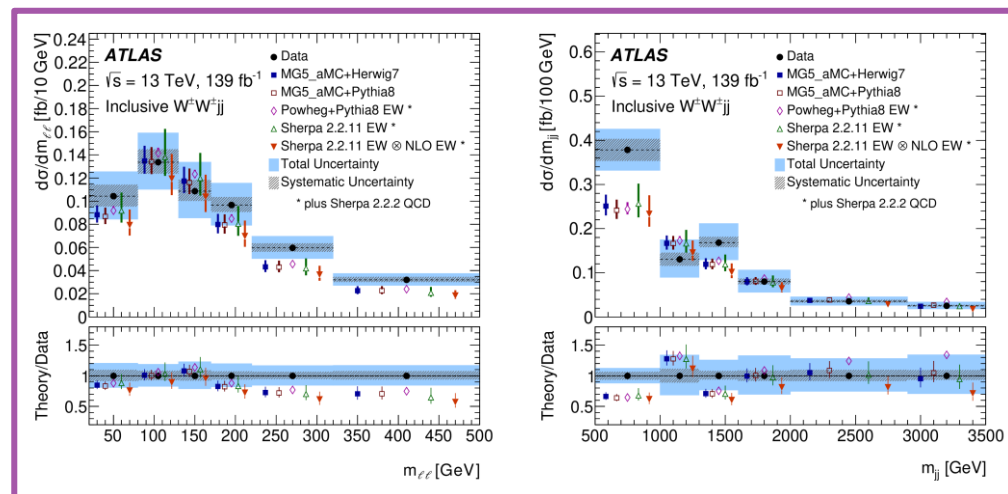 ATLAS
√s = 13 TeV, 139 fb⁻¹
Inclusive W±W±jj
Data
MG5_aMC+Herwig7
MG5_aMC+Pythia8
Powheg+Pythia8 EW *
Sherpa 2.2.11 EW *
Sherpa 2.2.11 EW ⊗ NLO EW *
Total Uncertainty
Systematic Uncertainty
* plus Sherpa 2.2.2 QCD
dσ/dmℓℓ [fb/10 GeV]
0.24
0.22
0.2
0.18
0.16
0.14
0.12
0.1
0.08
0.06
0.04
0.02
0
Theory/Data
1.5
1
0.5
50 100 150 200 250 300 350 400 450 500
mℓℓ [GeV]
ATLAS
√s = 13 TeV, 139 fb⁻¹
Inclusive W±W±jj
Data
MG5_aMC+Herwig7
MG5_aMC+Pythia8
Powheg+Pythia8 EW *
Sherpa 2.2.11 EW *
Sherpa 2.2.11 EW ⊗ NLO EW *
Total Uncertainty
Systematic Uncertainty
* plus Sherpa 2.2.2 QCD
dσ/dmjj [fb/100 GeV]
0.6
0.5
0.4
0.3
0.2
0.1
0
Theory/Data
1.5
1
0.5
500 1000 1500 2000 2500 3000 3500
mjj [GeV]